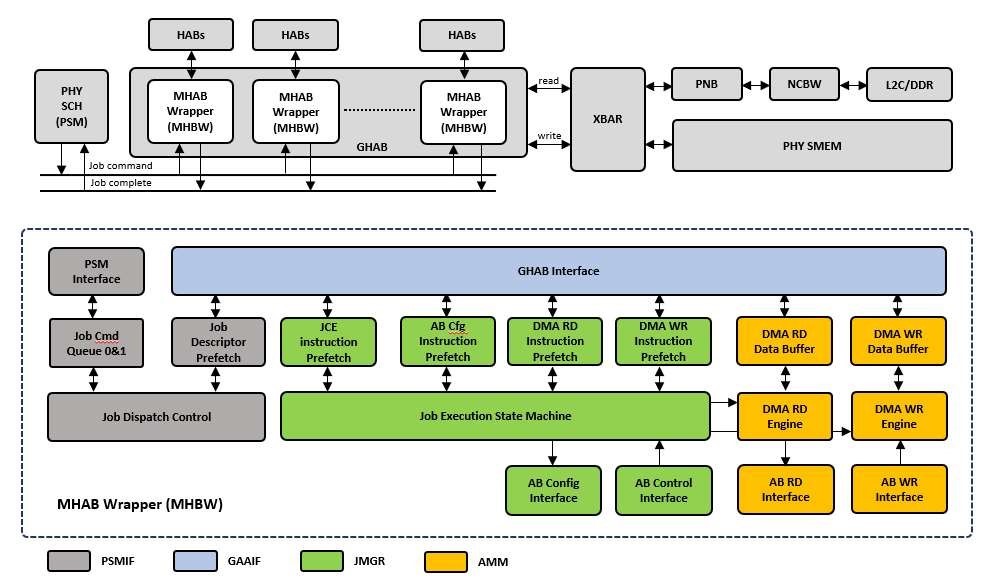 HABs
HABs
HABs
PHY
SCH
(PSM)
MHAB
Wrapper
(MHBW)
MHAB
Wrapper
(MHBW)
MHAB
Wrapper
(MHBW)
GHAB
read
write
XBAR
PNB
NCBW
L2C/DDR
PHY SMEM
Job command
Job complete
PSM
Interface
GHAB Interface
Job Cmd
Queue 0&1
Job
Descriptor
Prefetch
JCE
instruction
Prefetch
AB Cfg
Instruction
Prefetch
DMA RD
Instruction
Prefetch
DMA WR
Instruction
Prefetch
DMA RD
Data Buffer
DMA WR
Data Buffer
Job Dispatch Control
Job Execution State Machine
DMA RD
Engine
DMA WR
Engine
AB Config
Interface
AB Control
Interface
AB RD
Interface
AB WR
Interface
MHAB Wrapper (MHBW)
PSMIF
GAAIF
JMGR
AMM